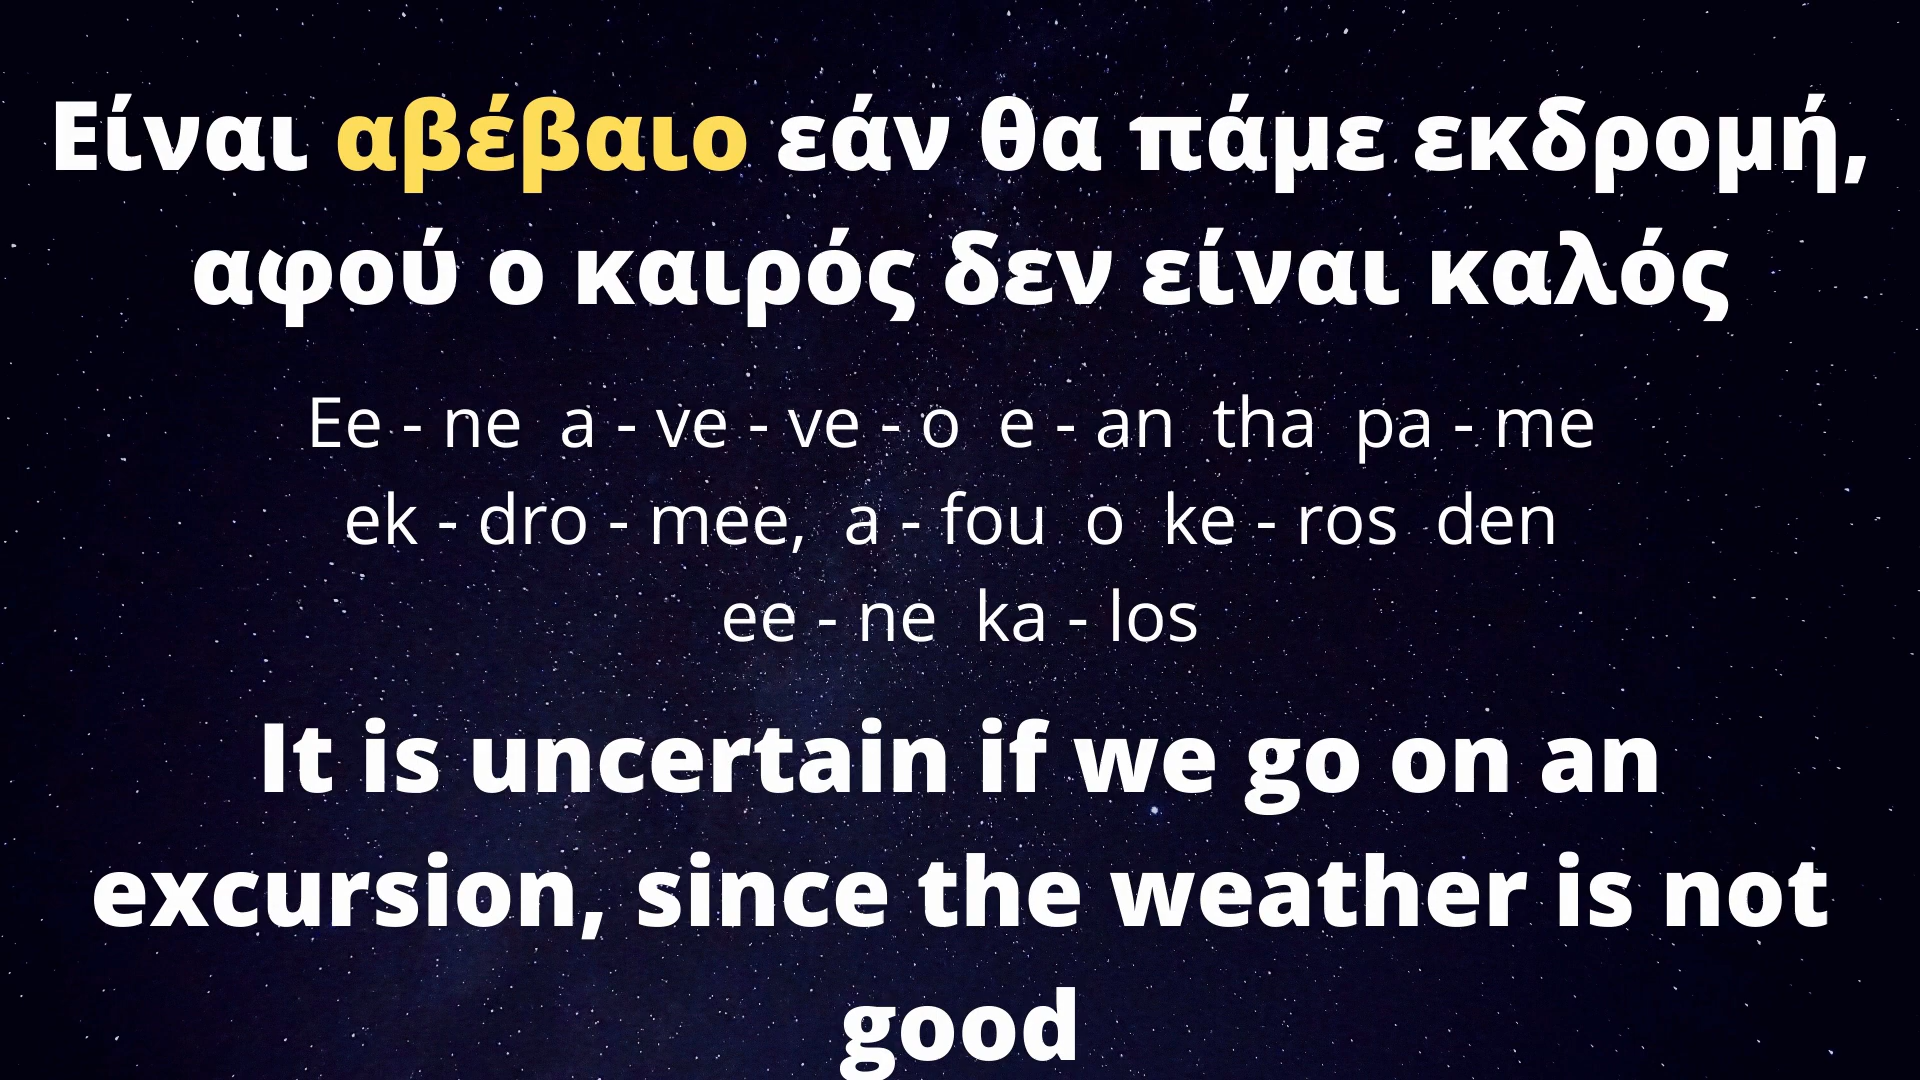 Είναι αβέβαιο εάν θα πάμε εκδρομή,
αφού ο καιρός δεν είναι καλός
Ee - ne a - ve - ve - o e - an tha pa - me
ek - dro - mee, a - fou o ke - ros den
ee - ne ka - los
It is uncertain if we go on an
excursion, since the weather is not
good